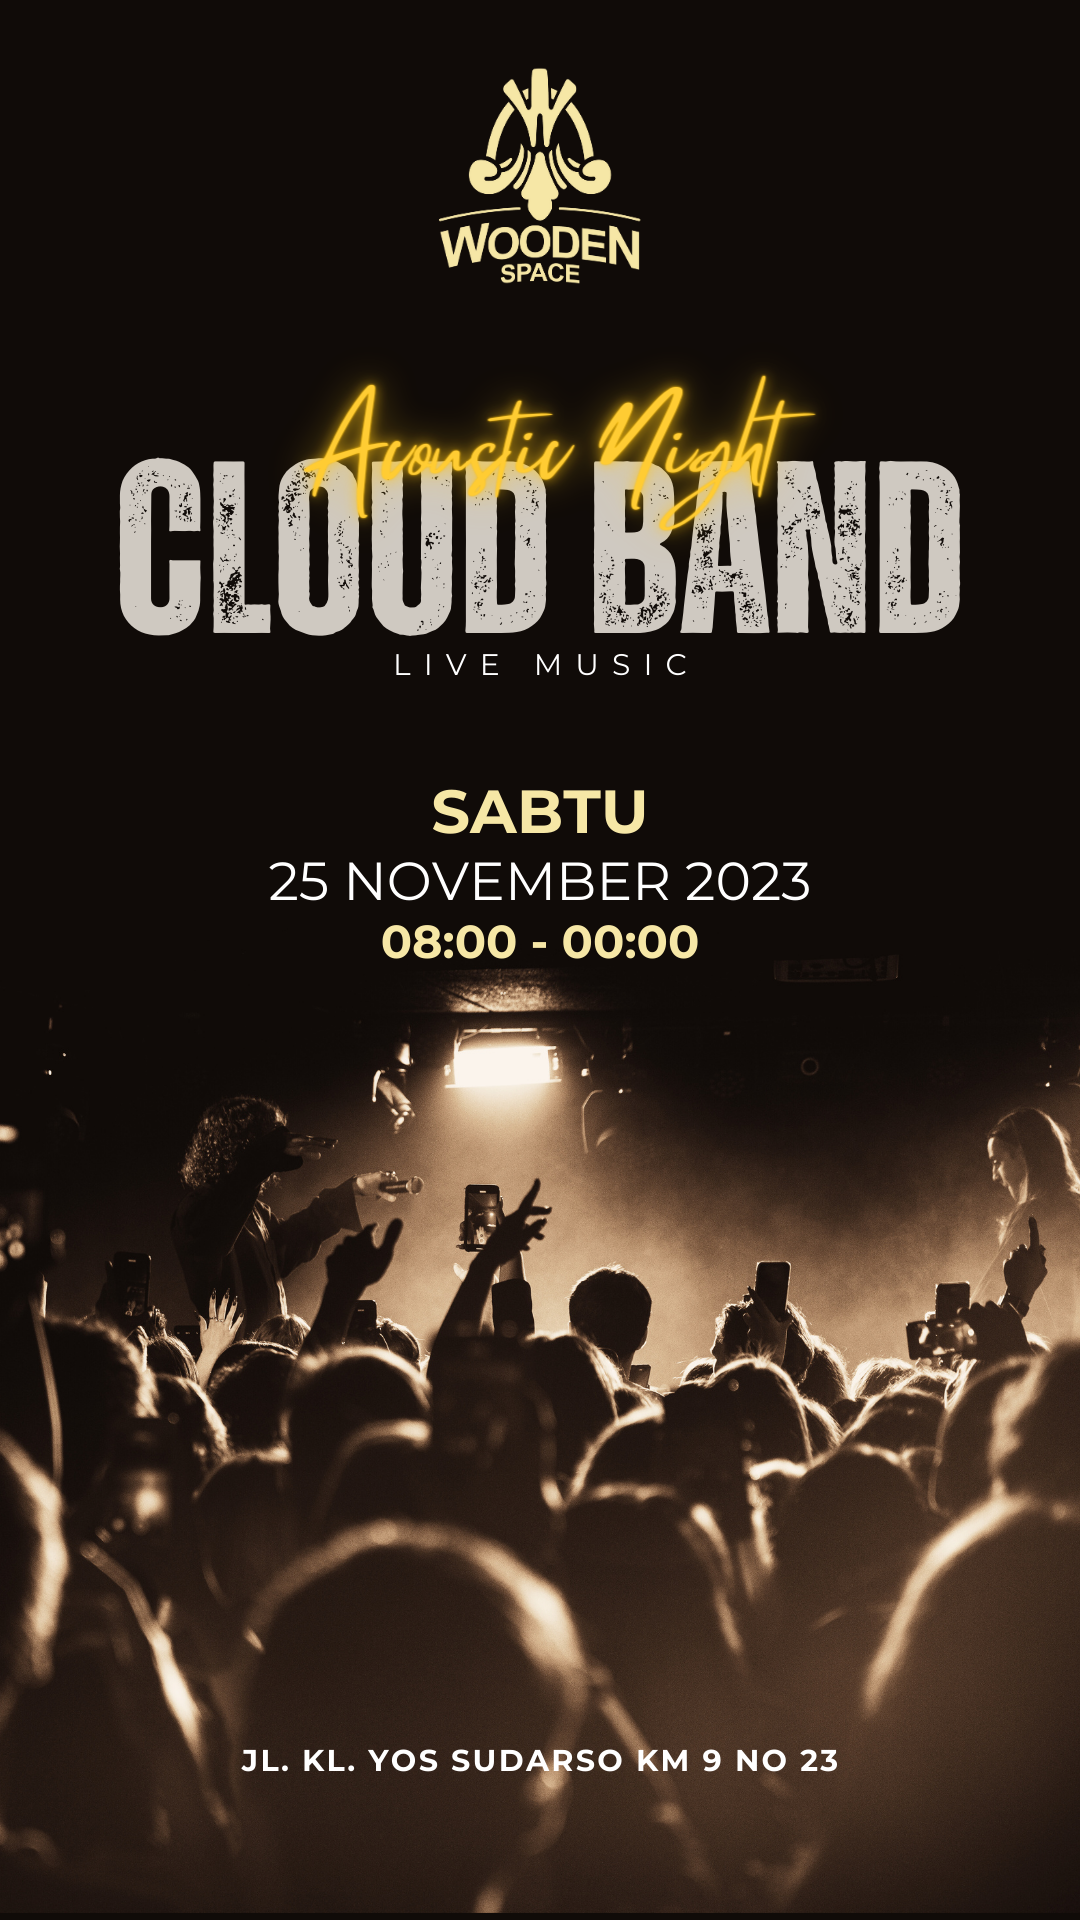 WOODEN
SPACE
Acoustic Night
CLOUD BAND
LIVE MUSIC
SABTU
25 NOVEMBER 2023
08:00 - 00:00
JL. KL. YOS SUDARSO KM 9 NO 23